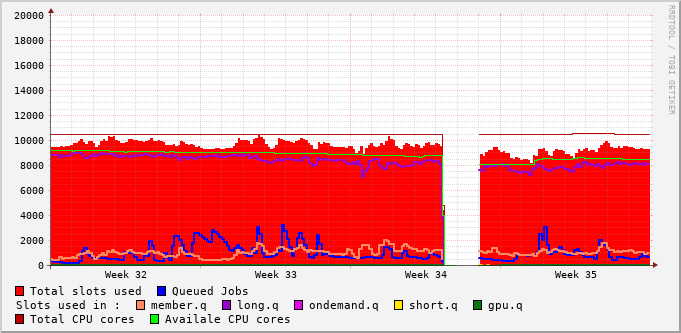 RRDTOOL / TOBI OETIKER
20000
18000
16000
14000
12000
10000
8000
6000
4000
2000
0
Week 32 Week 33 Week 34 Week 35
Total slots used Queued Jobs
Slots used in : member.q long.q ondemand.q short.q gpu.q
Total CPU cores Availale CPU cores